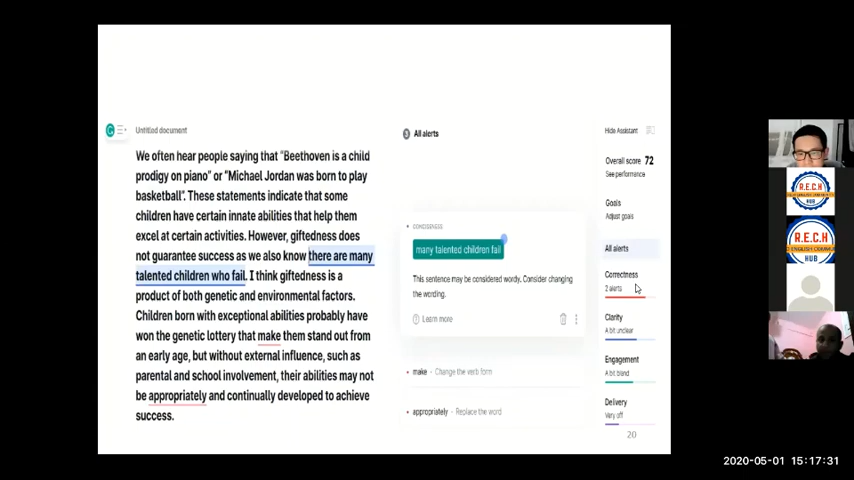 Untitled document
We often hear people saying that "Beethoven is a child
prodigy on piano" or "Michael Jordan was born to play
basketball". These statements indicate that some
children have certain innate abilities that help them
excel at certain activities. However, giftedness does
not guarantee success as we also know there are many
talented children who fail. I think giftedness is a
product of both genetic and environmental factors.
Children born with exceptional abilities probably have
won the genetic lottery that make them stand out from
an early age, but without external influence, such as
parental and school involvement, their abilities may not
be appropriately and continually developed to achieve
success.
3 All alerts
CONCISENESS
many talented children fail
This sentence may be considered wordy. Consider changing
the wording.
Learn more
make - Change the verb form
appropriately - Replace the word
Hide Assistant
Overall score 72
See performance
Goals
Adjust goals
All alerts
Correctness
2 alerts
Clarity
A bit unclear
Engagement
A bit bland
Delivery
Very off
20
R.E.C.H
HUB
R.E.C.H
HUB
2020-05-01 15:17:31